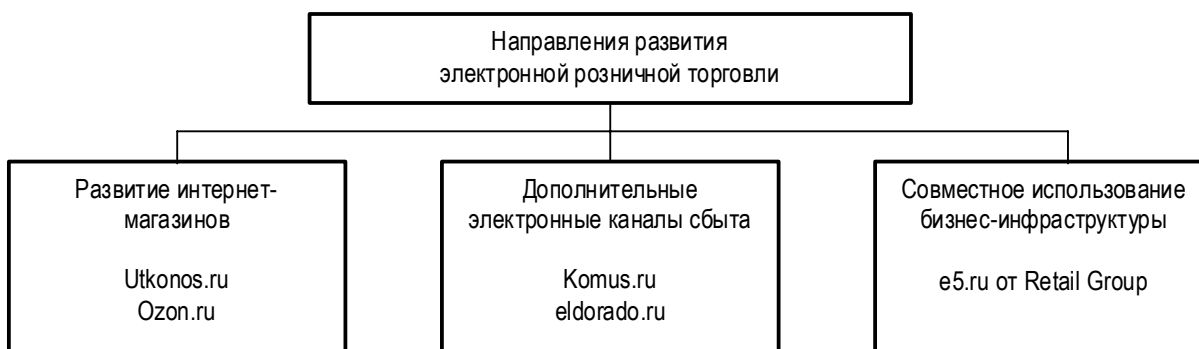 Направления развития
электронной розничной торговли
Развитие интернет-
магазинов
Utkonos.ru
Ozon.ru
Дополнительные
электронные каналы сбыта
Komus.ru
eldorado.ru
Совместное использование
бизнес-инфраструктуры
e5.ru от Retail Group